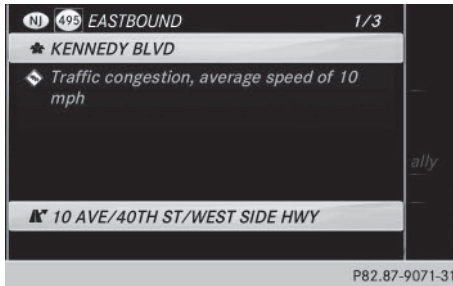 NJ 495 EASTBOUND 1/3
KENNEDY BLVD
Traffic congestion, average speed of 10
mph
ally
10 AVE/40TH ST/WEST SIDE HWY
P82.87-9071-31